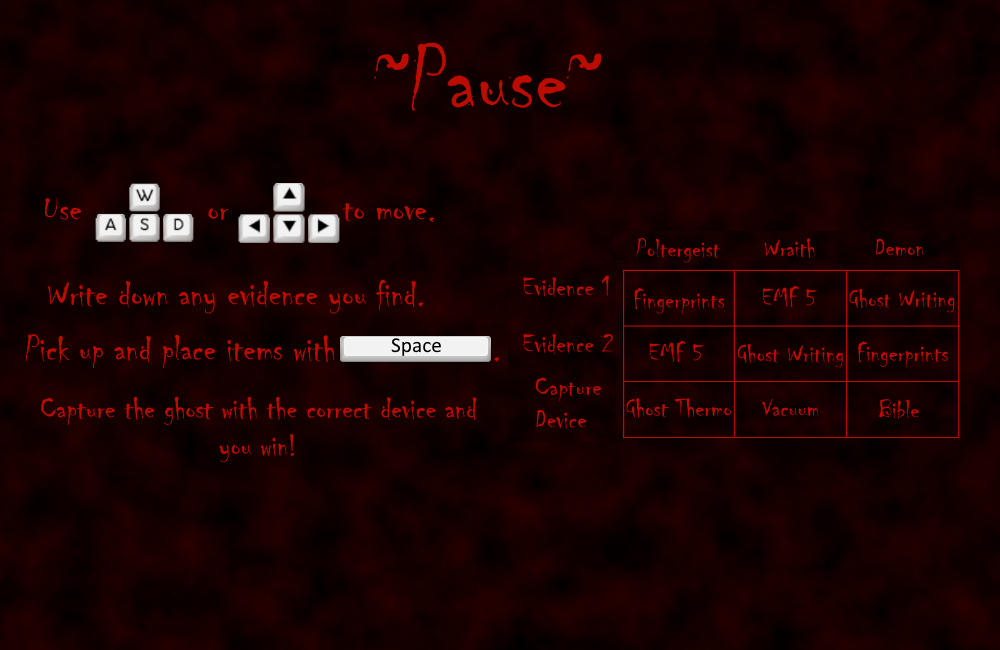 ~Pause~
Use W A S D or ▲ ◀ ▼ ▶ to move.
Write down any evidence you find.
Pick up and place items with Space.
Capture the ghost with the correct device and
you win!
Poltergeist Wraith Demon
Evidence 1 Fingerprints EMF 5 Ghost Writing
Evidence 2 EMF 5 Ghost Writing Fingerprints
Capture
Device Ghost Thermo Vacuum Bible